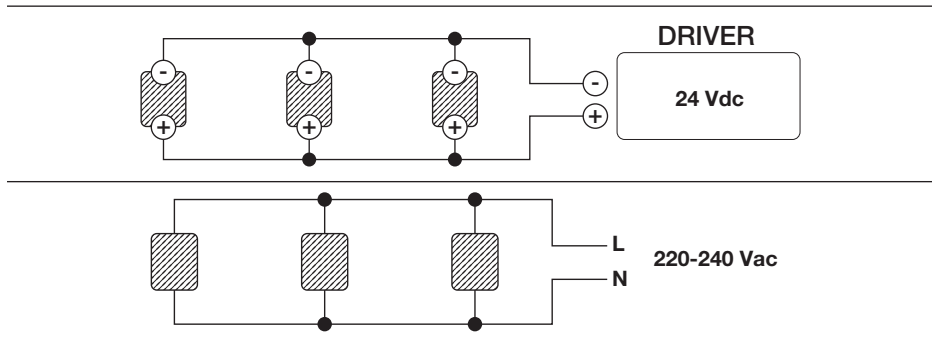 DRIVER
- - - -
24 Vdc
+ + + +
L
220-240 Vac
N